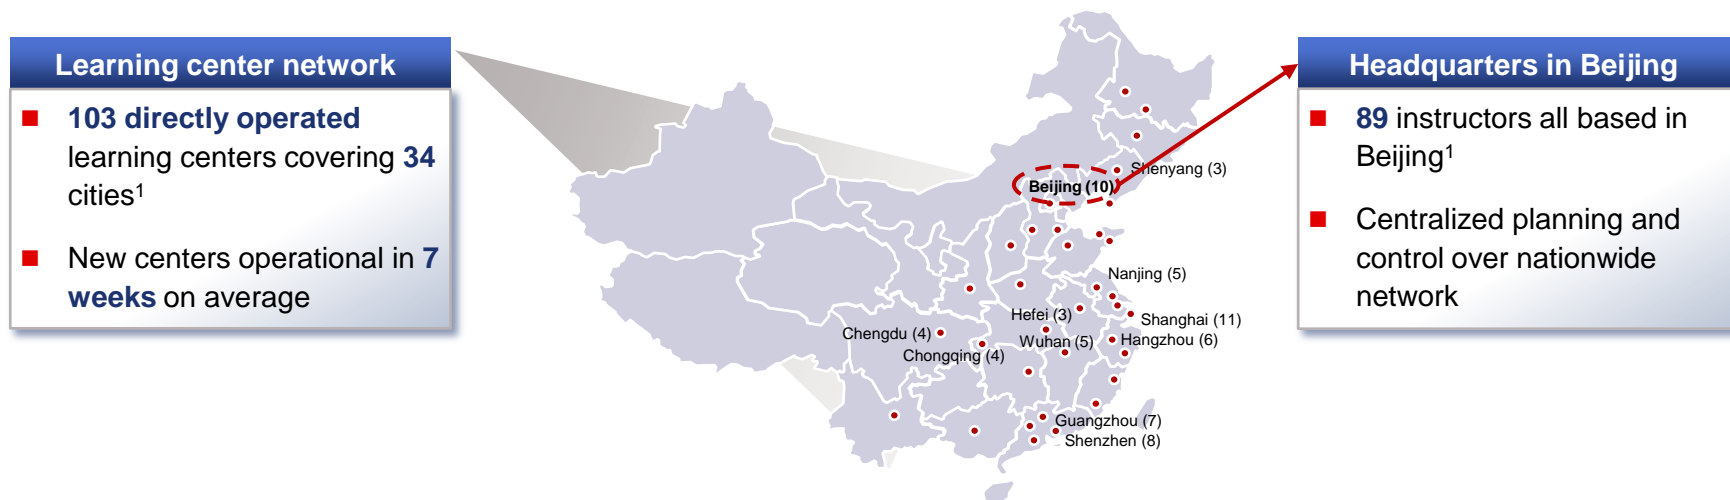 Learning center network
■ 103 directly operated
learning centers covering 34
cities¹
■ New centers operational in 7
weeks on average
Shenyang (3)
Beijing (10)
Nanjing (5)
Hefei (3)
Shanghai (11)
Chengdu (4)
Wuhan (5)
Hangzhou (6)
Chongqing (4)
Guangzhou (7)
Shenzhen (8)
Headquarters in Beijing
■ 89 instructors all based in
Beijing¹
■ Centralized planning and
control over nationwide
network